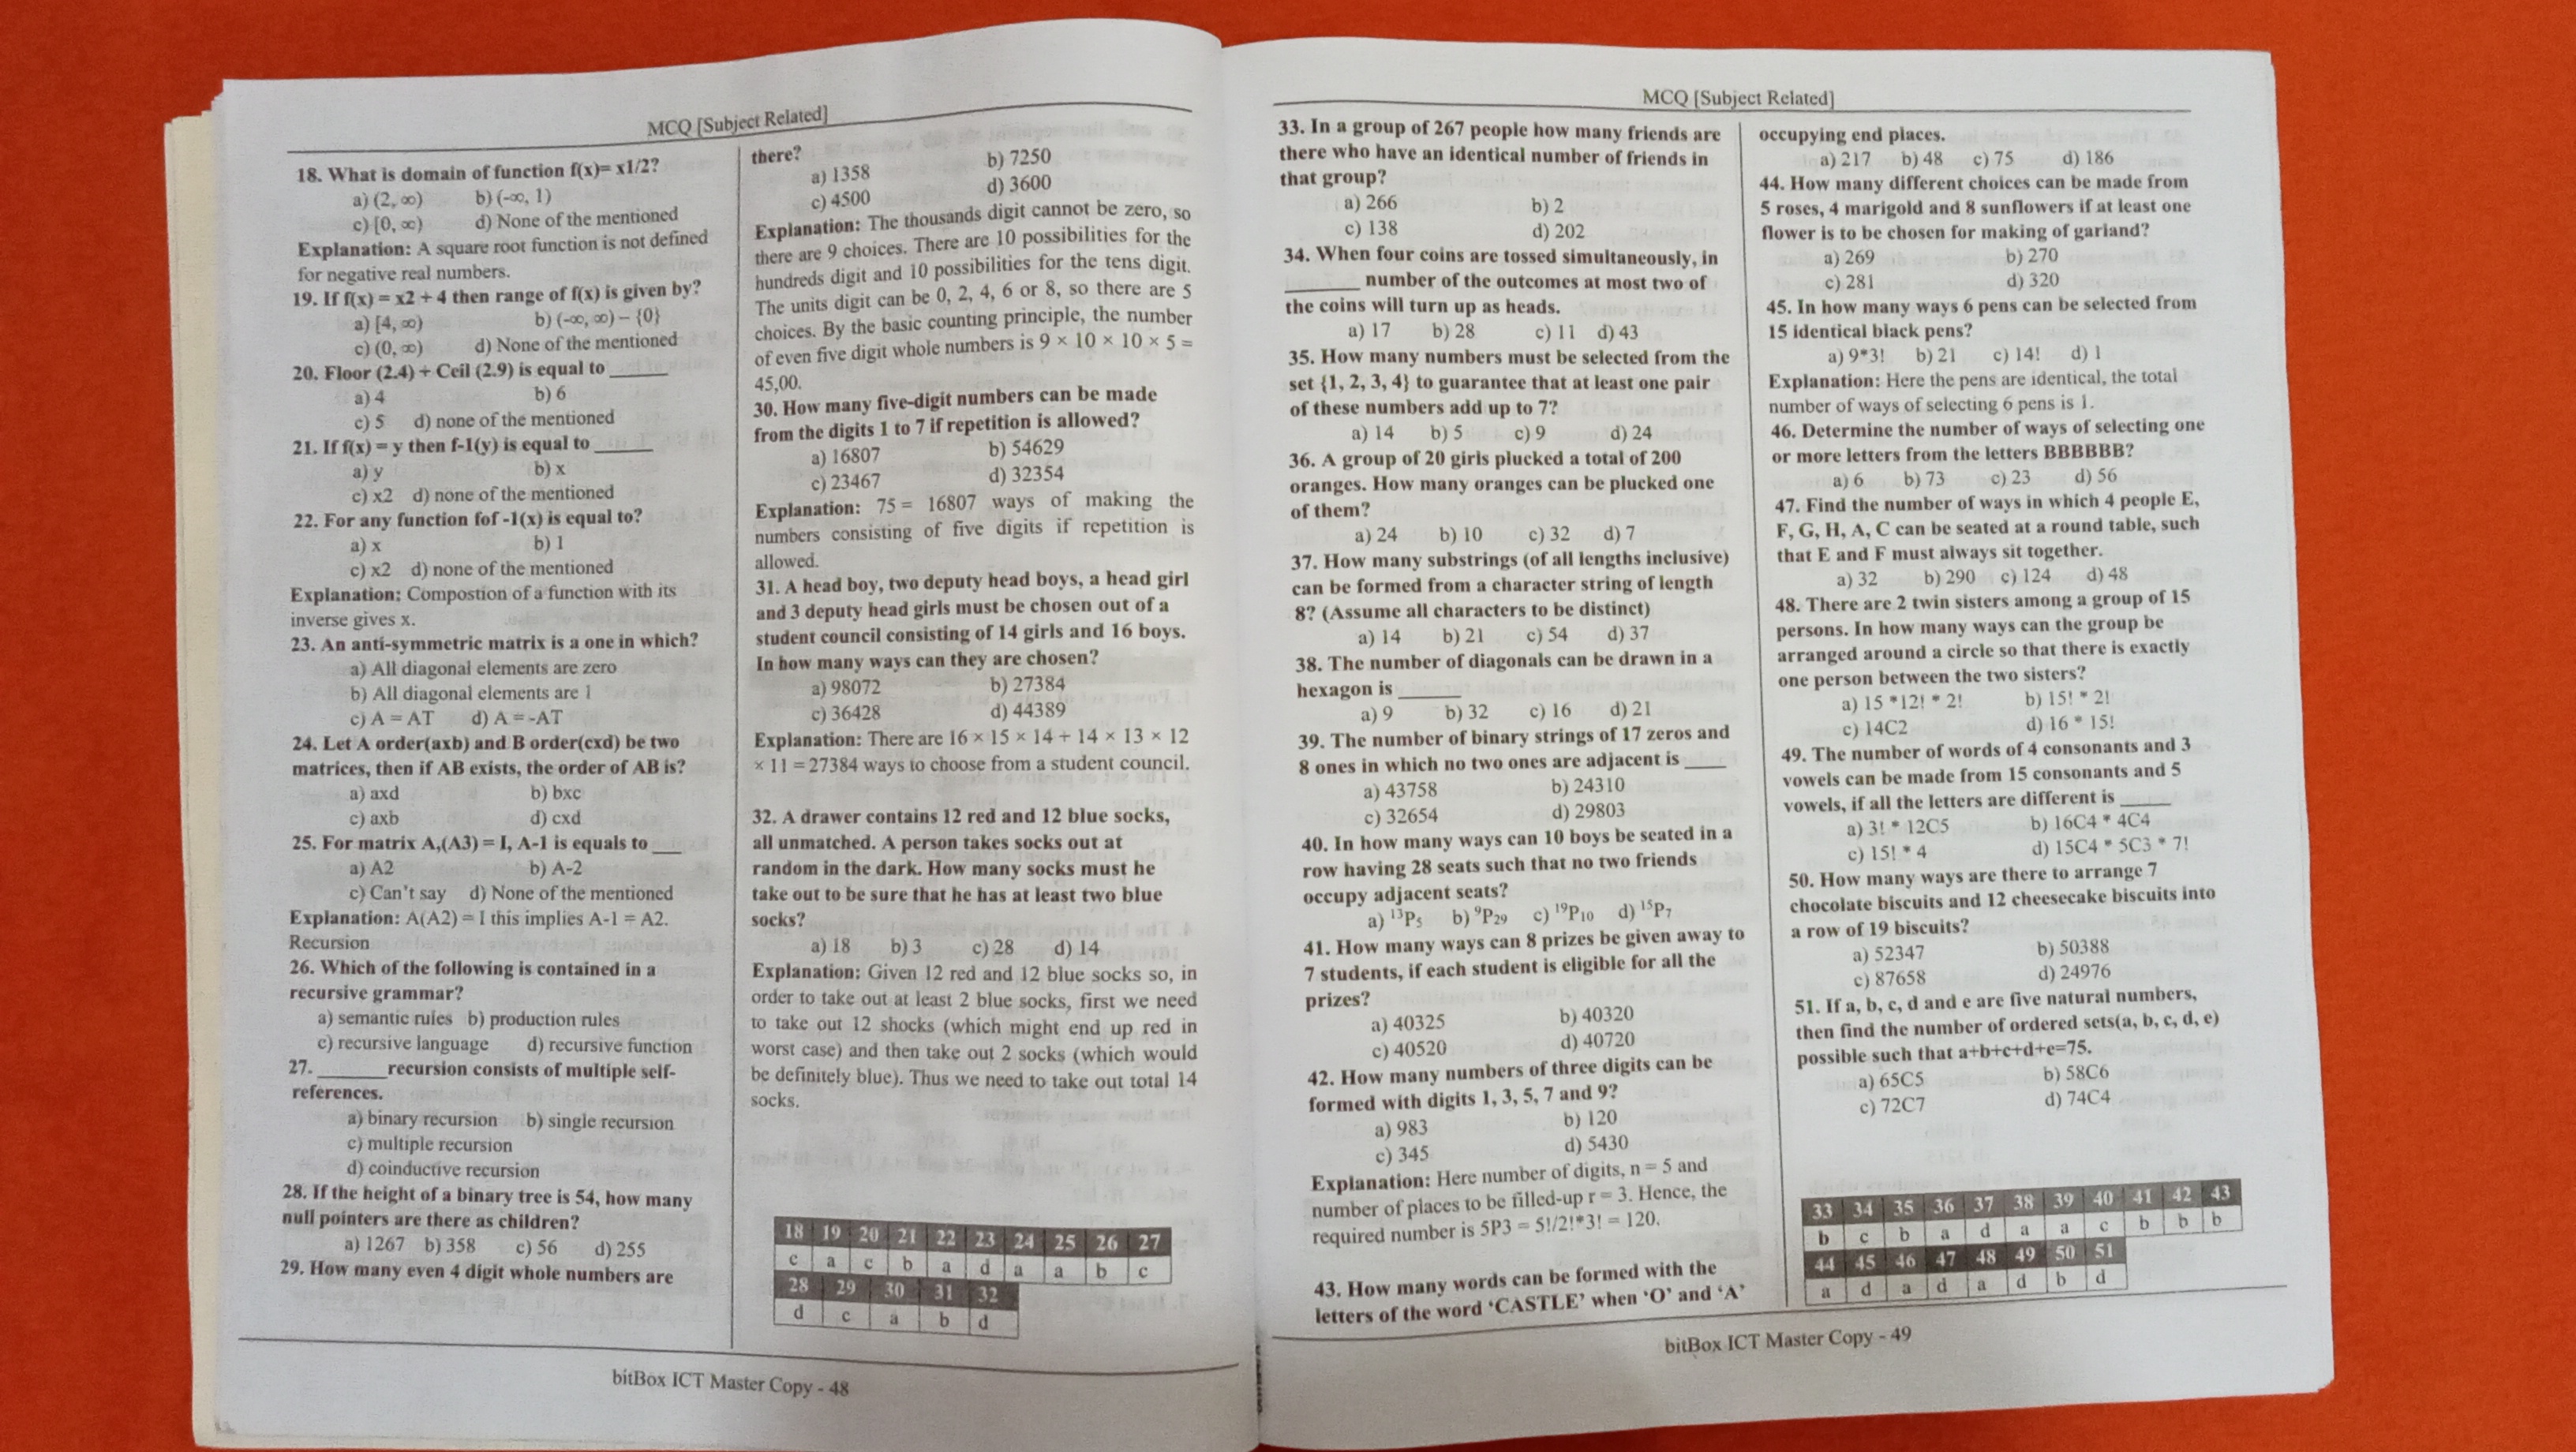 MCQ [Subject Related]
18. What is domain of function f(x)= x1/2?
a) (2, ∞) b) (-∞, 1)
c) [0, ∞) d) None of the mentioned
Explanation: A square root function is not defined
for negative real numbers.
19. If f(x) = x2 + 4 then range of f(x) is given by?
a) [4, ∞) b) (-∞, ∞) – {0}
c) (0, ∞) d) None of the mentioned
20. Floor (2.4) + Ceil (2.9) is equal to ______
a) 4 b) 6
c) 5 d) none of the mentioned
21. If f(x) = y then f-1(y) is equal to ______
a) y b) x
c) x2 d) none of the mentioned
22. For any function fof -1(x) is equal to?
a) x b) 1
c) x2 d) none of the mentioned
Explanation: Compostion of a function with its
inverse gives x.
23. An anti-symmetric matrix is a one in which?
a) All diagonal elements are zero
b) All diagonal elements are 1
c) A = AT d) A = -AT
24. Let A order(axb) and B order(cxd) be two
matrices, then if AB exists, the order of AB is?
a) axd b) bxc
c) axb d) cxd
25. For matrix A,(A3) = I, A-1 is equals to ___
a) A2 b) A-2
c) Can't say d) None of the mentioned
Explanation: A(A2) = I this implies A-1 = A2.
Recursion
26. Which of the following is contained in a
recursive grammar?
a) semantic rules b) production rules
c) recursive language d) recursive function
27. _______recursion consists of multiple self-
references.
a) binary recursion b) single recursion
c) multiple recursion
d) coinductive recursion
28. If the height of a binary tree is 54, how many
null pointers are there as children?
a) 1267 b) 358 c) 56 d) 255
29. How many even 4 digit whole numbers are
there?
a) 1358 b) 7250
c) 4500 d) 3600
Explanation: The thousands digit cannot be zero, so
there are 9 choices. There are 10 possibilities for the
hundreds digit and 10 possibilities for the tens digit.
The units digit can be 0, 2, 4, 6 or 8, so there are 5
choices. By the basic counting principle, the number
of even five digit whole numbers is 9 × 10 × 10 × 5 =
45,00.
30. How many five-digit numbers can be made
from the digits 1 to 7 if repetition is allowed?
a) 16807 b) 54629
c) 23467 d) 32354
Explanation: 75 = 16807 ways of making the
numbers consisting of five digits if repetition is
allowed.
31. A head boy, two deputy head boys, a head girl
and 3 deputy head girls must be chosen out of a
student council consisting of 14 girls and 16 boys.
In how many ways can they are chosen?
a) 98072 b) 27384
c) 36428 d) 44389
Explanation: There are 16 × 15 × 14 + 14 × 13 × 12
× 11 = 27384 ways to choose from a student council.
32. A drawer contains 12 red and 12 blue socks,
all unmatched. A person takes socks out at
random in the dark. How many socks must he
take out to be sure that he has at least two blue
socks?
a) 18 b) 3 c) 28 d) 14
Explanation: Given 12 red and 12 blue socks so, in
order to take out at least 2 blue socks, first we need
to take out 12 shocks (which might end up red in
worst case) and then take out 2 socks (which would
be definitely blue). Thus we need to take out total 14
socks.
18 19 20 21 22 23 24 25 26 27
c a c b a d a a b c
28 29 30 31 32
d c a b d
bitBox ICT Master Copy - 48
MCQ [Subject Related]
33. In a group of 267 people how many friends are
there who have an identical number of friends in
that group?
a) 266 b) 2
c) 138 d) 202
34. When four coins are tossed simultaneously, in
_______ number of the outcomes at most two of
the coins will turn up as heads.
a) 17 b) 28 c) 11 d) 43
35. How many numbers must be selected from the
set {1, 2, 3, 4} to guarantee that at least one pair
of these numbers add up to 7?
a) 14 b) 5 c) 9 d) 24
36. A group of 20 girls plucked a total of 200
oranges. How many oranges can be plucked one
of them?
a) 24 b) 10 c) 32 d) 7
37. How many substrings (of all lengths inclusive)
can be formed from a character string of length
8? (Assume all characters to be distinct)
a) 14 b) 21 c) 54 d) 37
38. The number of diagonals can be drawn in a
hexagon is ______
a) 9 b) 32 c) 16 d) 21
39. The number of binary strings of 17 zeros and
8 ones in which no two ones are adjacent is ____
a) 43758 b) 24310
c) 32654 d) 29803
40. In how many ways can 10 boys be seated in a
row having 28 seats such that no two friends
occupy adjacent seats?
a) ¹³P₅ b) ⁹P₂₉ c) ¹⁹P₁₀ d) ¹⁵P₇
41. How many ways can 8 prizes be given away to
7 students, if each student is eligible for all the
prizes?
a) 40325 b) 40320
c) 40520 d) 40720
42. How many numbers of three digits can be
formed with digits 1, 3, 5, 7 and 9?
a) 983 b) 120
c) 345 d) 5430
Explanation: Here number of digits, n = 5 and
number of places to be filled-up r = 3. Hence, the
required number is 5P3 = 5!/2!*3! = 120.
43. How many words can be formed with the
letters of the word 'CASTLE' when 'O' and 'A'
occupying end places.
a) 217 b) 48 c) 75 d) 186
44. How many different choices can be made from
5 roses, 4 marigold and 8 sunflowers if at least one
flower is to be chosen for making of garland?
a) 269 b) 270
c) 281 d) 320
45. In how many ways 6 pens can be selected from
15 identical black pens?
a) 9*3! b) 21 c) 14! d) 1
Explanation: Here the pens are identical, the total
number of ways of selecting 6 pens is 1.
46. Determine the number of ways of selecting one
or more letters from the letters BBBBBB?
a) 6 b) 73 c) 23 d) 56
47. Find the number of ways in which 4 people E,
F, G, H, A, C can be seated at a round table, such
that E and F must always sit together.
a) 32 b) 290 c) 124 d) 48
48. There are 2 twin sisters among a group of 15
persons. In how many ways can the group be
arranged around a circle so that there is exactly
one person between the two sisters?
a) 15 *12! * 2! b) 15! * 2!
c) 14C2 d) 16 * 15!
49. The number of words of 4 consonants and 3
vowels can be made from 15 consonants and 5
vowels, if all the letters are different is _____
a) 3! * 12C5 b) 16C4 * 4C4
c) 15! * 4 d) 15C4 * 5C3 * 7!
50. How many ways are there to arrange 7
chocolate biscuits and 12 cheesecake biscuits into
a row of 19 biscuits?
a) 52347 b) 50388
c) 87658 d) 24976
51. If a, b, c, d and e are five natural numbers,
then find the number of ordered sets(a, b, c, d, e)
possible such that a+b+c+d+e=75.
a) 65C5 b) 58C6
c) 72C7 d) 74C4
33 34 35 36 37 38 39 40 41 42 43
b c b a d a a c b b b
44 45 46 47 48 49 50 51
a d a d a d b d
bitBox ICT Master Copy - 49